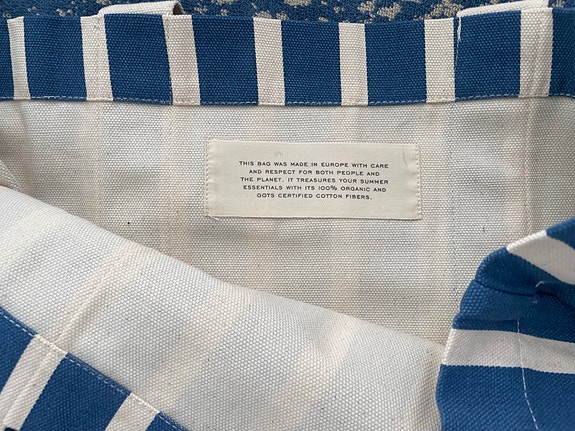 THIS BAG WAS MADE IN EUROPE WITH CARE
AND RESPECT FOR BOTH PEOPLE AND
THE PLANET. IT TREASURES YOUR SUMMER
ESSENTIALS WITH ITS 100% ORGANIC AND
GOTS CERTIFIED COTTON FIBERS.